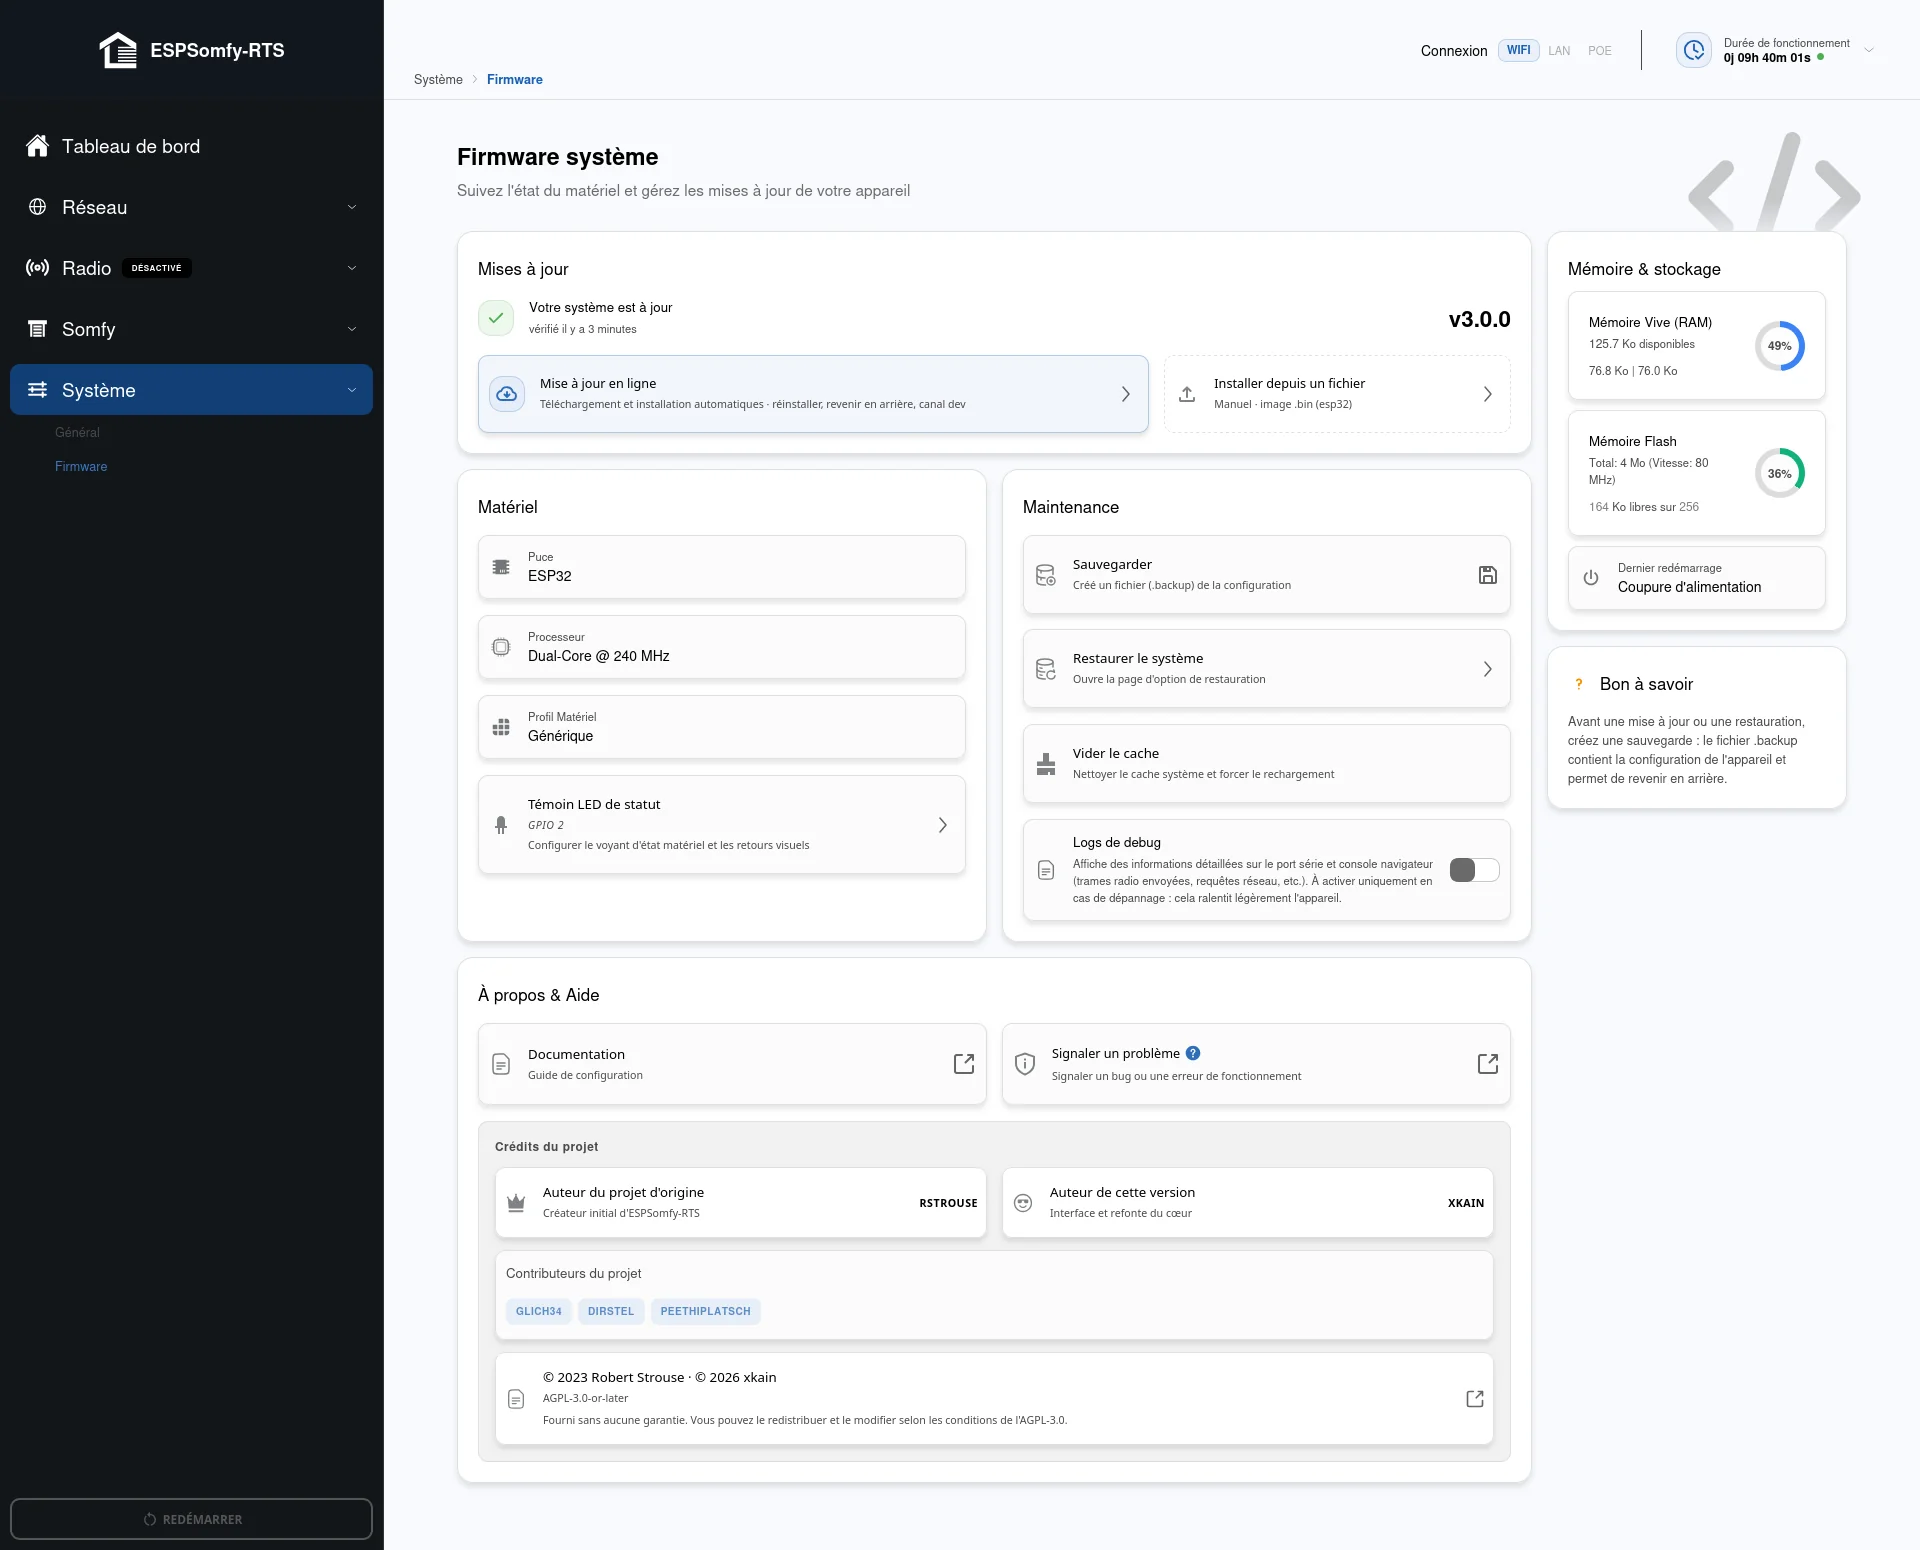 ESPSomfy-RTS
Tableau de bord
Réseau
Radio DÉSACTIVÉ
Somfy
Système
Général
Firmware
REDÉMARRER
Système > Firmware
Connexion WIFI LAN POE
Durée de fonctionnement
0j 09h 40m 01s
Firmware système
Suivez l'état du matériel et gérez les mises à jour de votre appareil
Mises à jour
Votre système est à jour
vérifié il y a 3 minutes
v3.0.0
Mise à jour en ligne
Téléchargement et installation automatiques · réinstaller, revenir en arrière, canal dev
Installer depuis un fichier
Manuel · image .bin (esp32)
Matériel
Puce
ESP32
Processeur
Dual-Core @ 240 MHz
Profil Matériel
Générique
Témoin LED de statut
GPIO 2
Configurer le voyant d'état matériel et les retours visuels
Maintenance
Sauvegarder
Créé un fichier (.backup) de la configuration
Restaurer le système
Ouvre la page d'option de restauration
Vider le cache
Nettoyer le cache système et forcer le rechargement
Logs de debug
Affiche des informations détaillées sur le port série et console navigateur
(trames radio envoyées, requêtes réseau, etc.). À activer uniquement en
cas de dépannage : cela ralentit légèrement l'appareil.
Mémoire & stockage
Mémoire Vive (RAM)
125.7 Ko disponibles
76.8 Ko | 76.0 Ko
49%
Mémoire Flash
Total: 4 Mo (Vitesse: 80
MHz)
164 Ko libres sur 256
36%
Dernier redémarrage
Coupure d'alimentation
? Bon à savoir
Avant une mise à jour ou une restauration,
créez une sauvegarde : le fichier .backup
contient la configuration de l'appareil et
permet de revenir en arrière.
À propos & Aide
Documentation
Guide de configuration
Signaler un problème ?
Signaler un bug ou une erreur de fonctionnement
Crédits du projet
Auteur du projet d'origine
Créateur initial d'ESPSomfy-RTS
RSTROUSE
Auteur de cette version
Interface et refonte du cœur
XKAIN
Contributeurs du projet
GLICH34 DIRSTEL PEETHIPLATSCH
© 2023 Robert Strouse · © 2026 xkain
AGPL-3.0-or-later
Fourni sans aucune garantie. Vous pouvez le redistribuer et le modifier selon les conditions de l'AGPL-3.0.